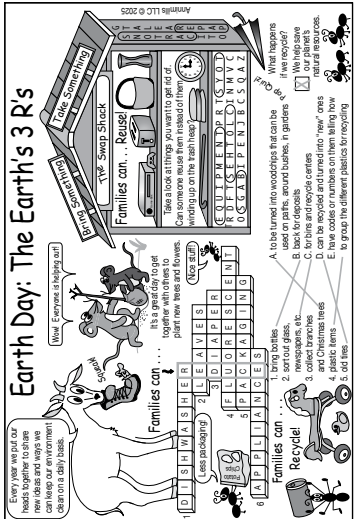 Earth Day: The Earth's 3 R's
Every year we put our
heads together to share
new ideas and ways we
can keep our environment
clean on a daily basis.
Wow! Everyone is helping out!
Squeak!
It's a great day to get
together with others to
plant new trees and flowers.
Nice stuff!
Families can . . .
Less packaging!
Potato
Chips
1 DISHWASHER
2 LEAVES
3 DIAPER
4 FLUORESCENT
5 PACKAGING
6 APPLIANCES
Bring Something
Take Something
The Swap Shack
Families can . . . Reuse!
Take a look at things you want to get rid of.
Can someone reuse them instead of them
winding up on the trash heap?
EQUIPMENT
CLOTHES
Annimills LLC © 2025
Families can . . .
Recycle!
1. bring bottles
2. sort out glass,
newspapers, etc.
3. collect branches
and Christmas trees
4. plastic items
5. old tires
A. to be turned into woodchips that can be
used on paths, around bushes, in gardens
B. back for deposits
C. for bins and recycle centers
D. can be recycled and turned into "new" ones
E. have codes or numbers on them telling how
to group the different plastics for recycling
Pop Quiz!
What happens
if we recycle?
We help save
our planet's
natural resources.